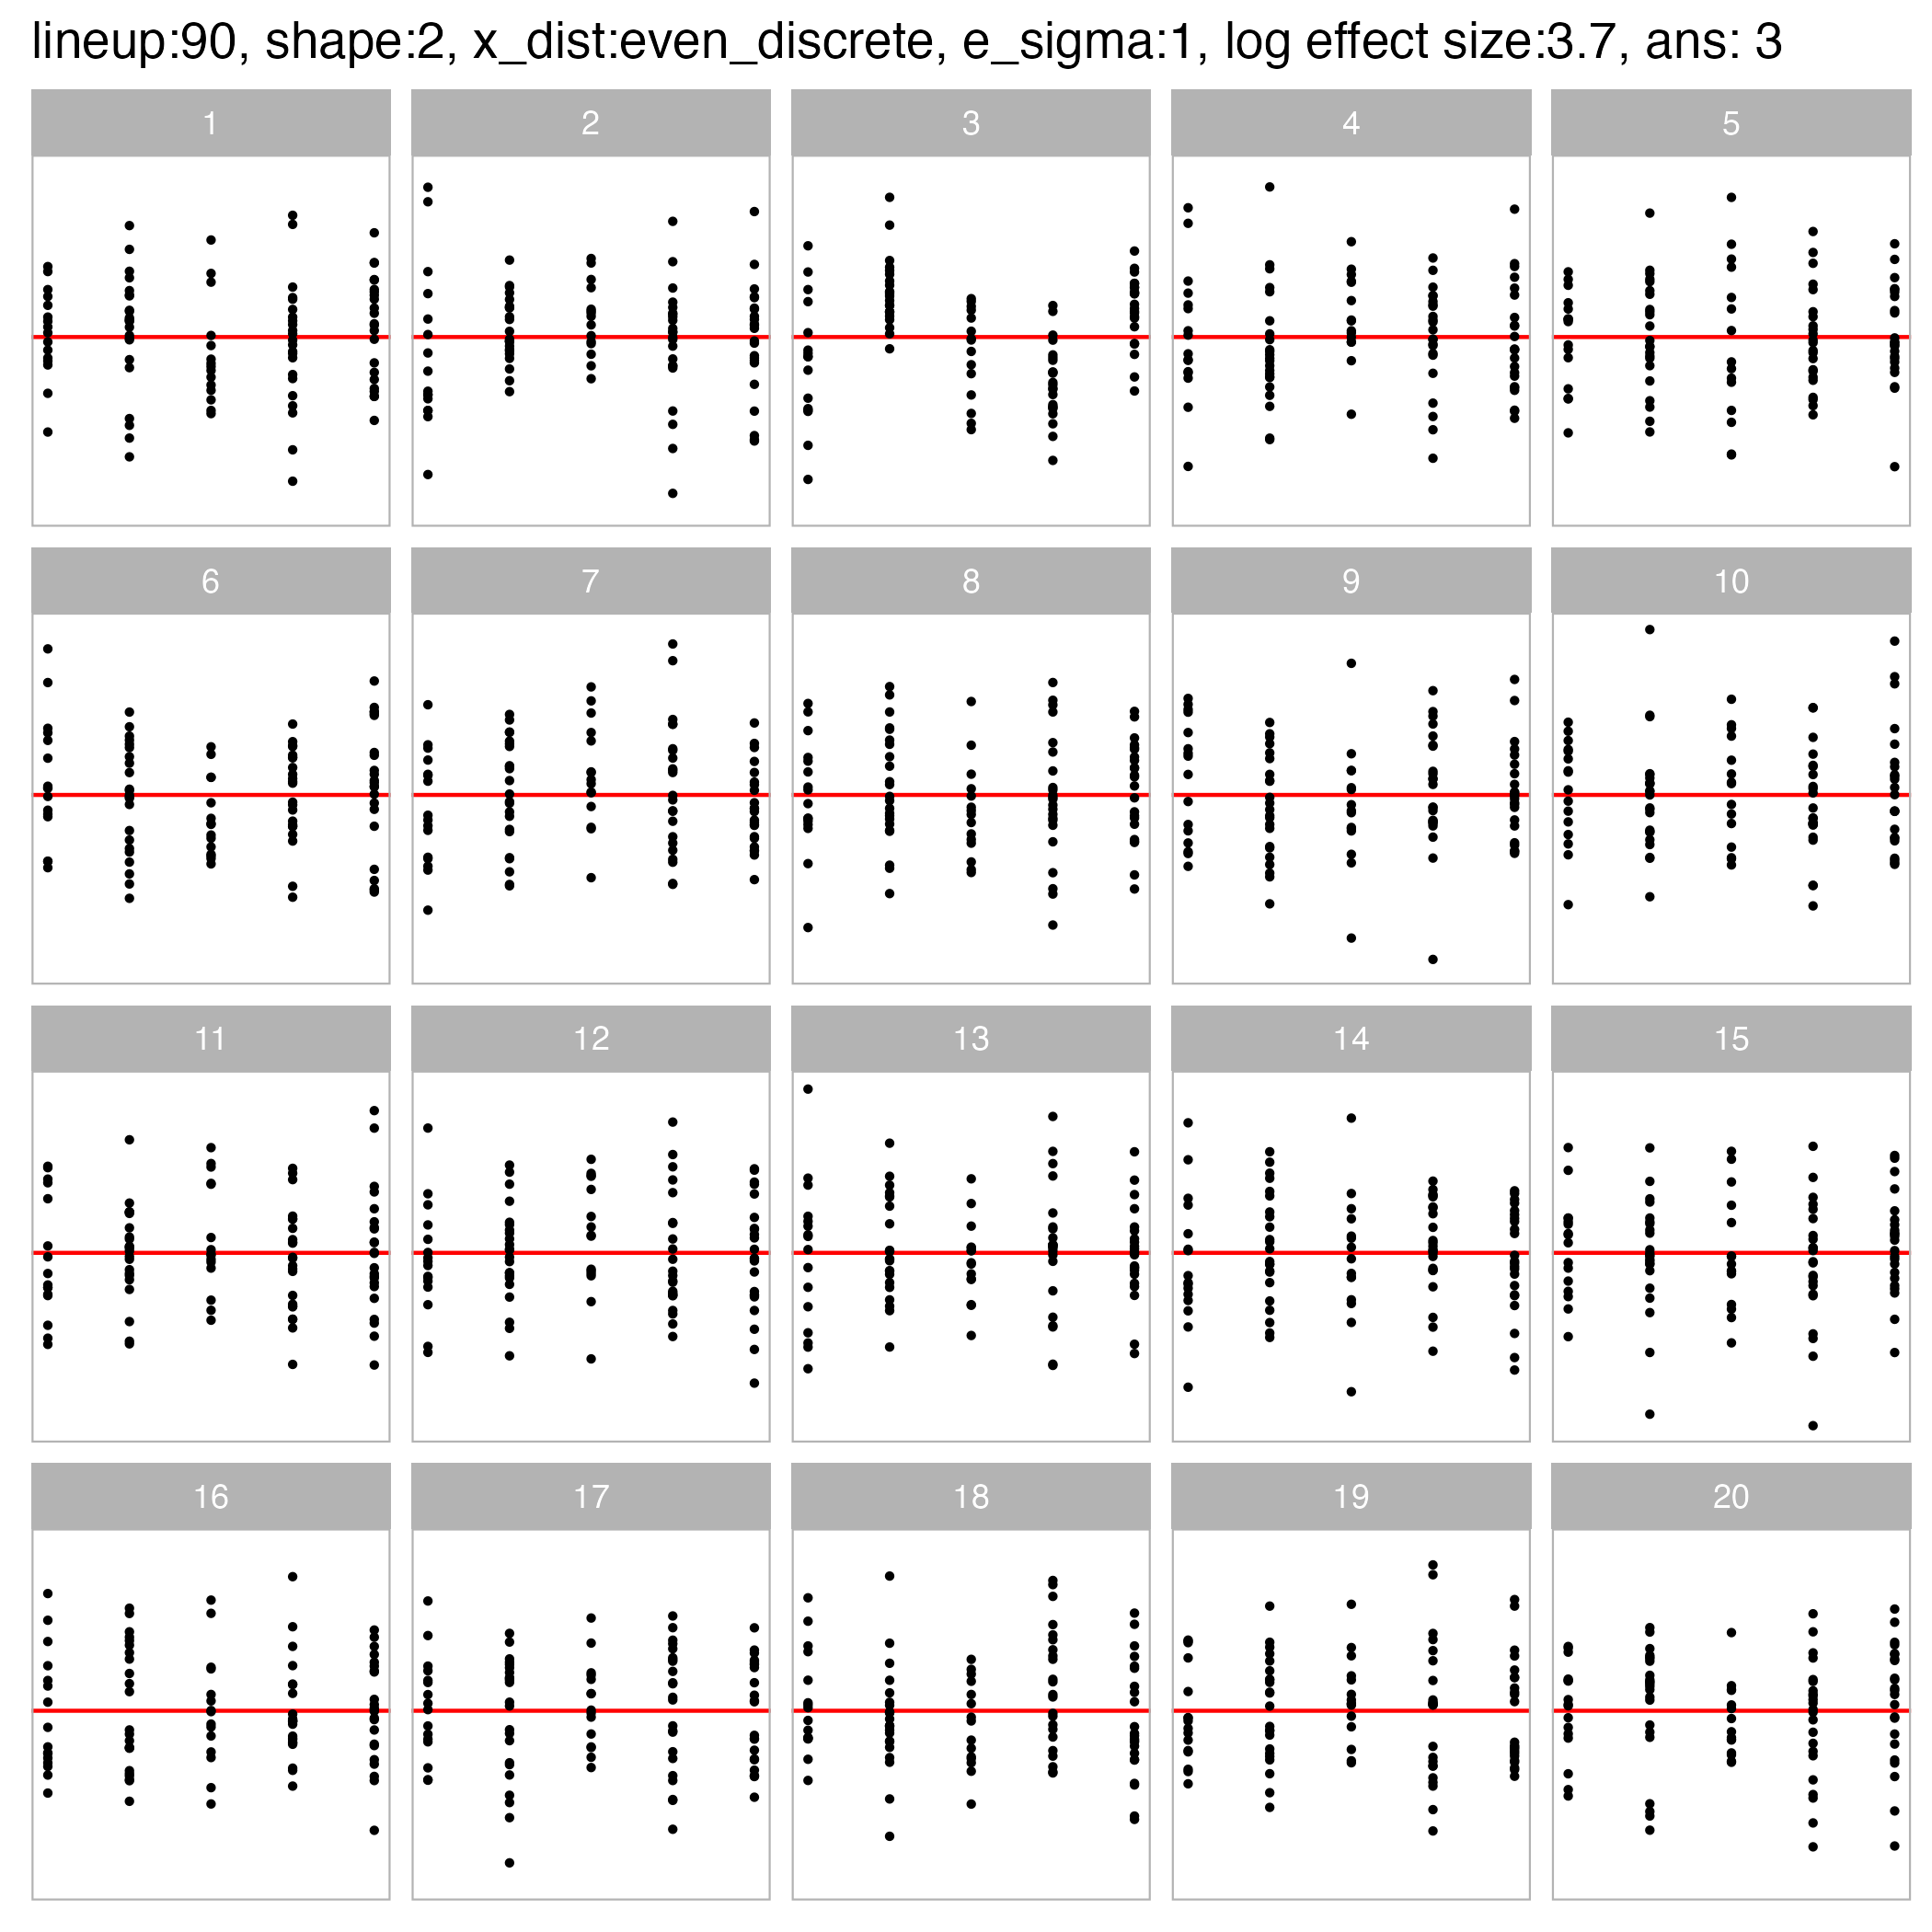 lineup:90, shape:2, x_dist:even_discrete, e_sigma:1, log effect size:3.7, ans: 3
1 2 3 4 5
6 7 8 9 10
11 12 13 14 15
16 17 18 19 20